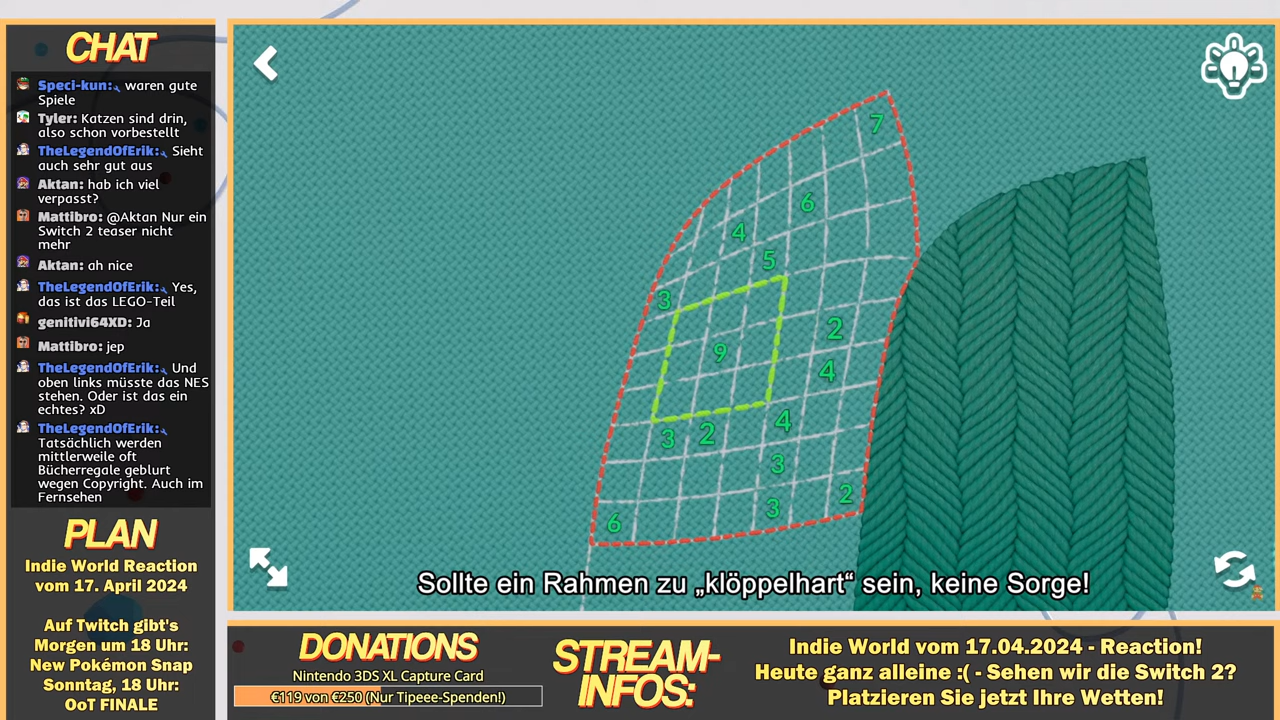 CHAT
Speci-kun: waren gute
Spiele
Tyler: Katzen sind drin,
also schon vorbestellt
TheLegendOfErik: Sieht
auch sehr gut aus
Aktan: hab ich viel
verpasst?
Mattibro: @Aktan Nur ein
Switch 2 teaser nicht
mehr
Aktan: ah nice
TheLegendOfErik: Yes,
das ist das LEGO-Teil
genitivi64XD: Ja
Mattibro: jep
TheLegendOfErik: Und
oben links müsste das NES
stehen. Oder ist das ein
echtes? xD
TheLegendOfErik:
Tatsächlich werden
mittlerweile oft
Bücherregale geblurt
wegen Copyright. Auch im
Fernsehen
PLAN
Indie World Reaction
vom 17. April 2024
Auf Twitch gibt's
Morgen um 18 Uhr:
New Pokémon Snap
Sonntag, 18 Uhr:
OoT FINALE
7
6
4
5
3
2
9
4
4
3 2
3
2
3
6
Sollte ein Rahmen zu „klöppelhart“ sein, keine Sorge!
DONATIONS
Nintendo 3DS XL Capture Card
€119 von €250 (Nur Tipeee-Spenden!)
STREAM-
INFOS:
Indie World vom 17.04.2024 - Reaction!
Heute ganz alleine :( - Sehen wir die Switch 2?
Platzieren Sie jetzt Ihre Wetten!